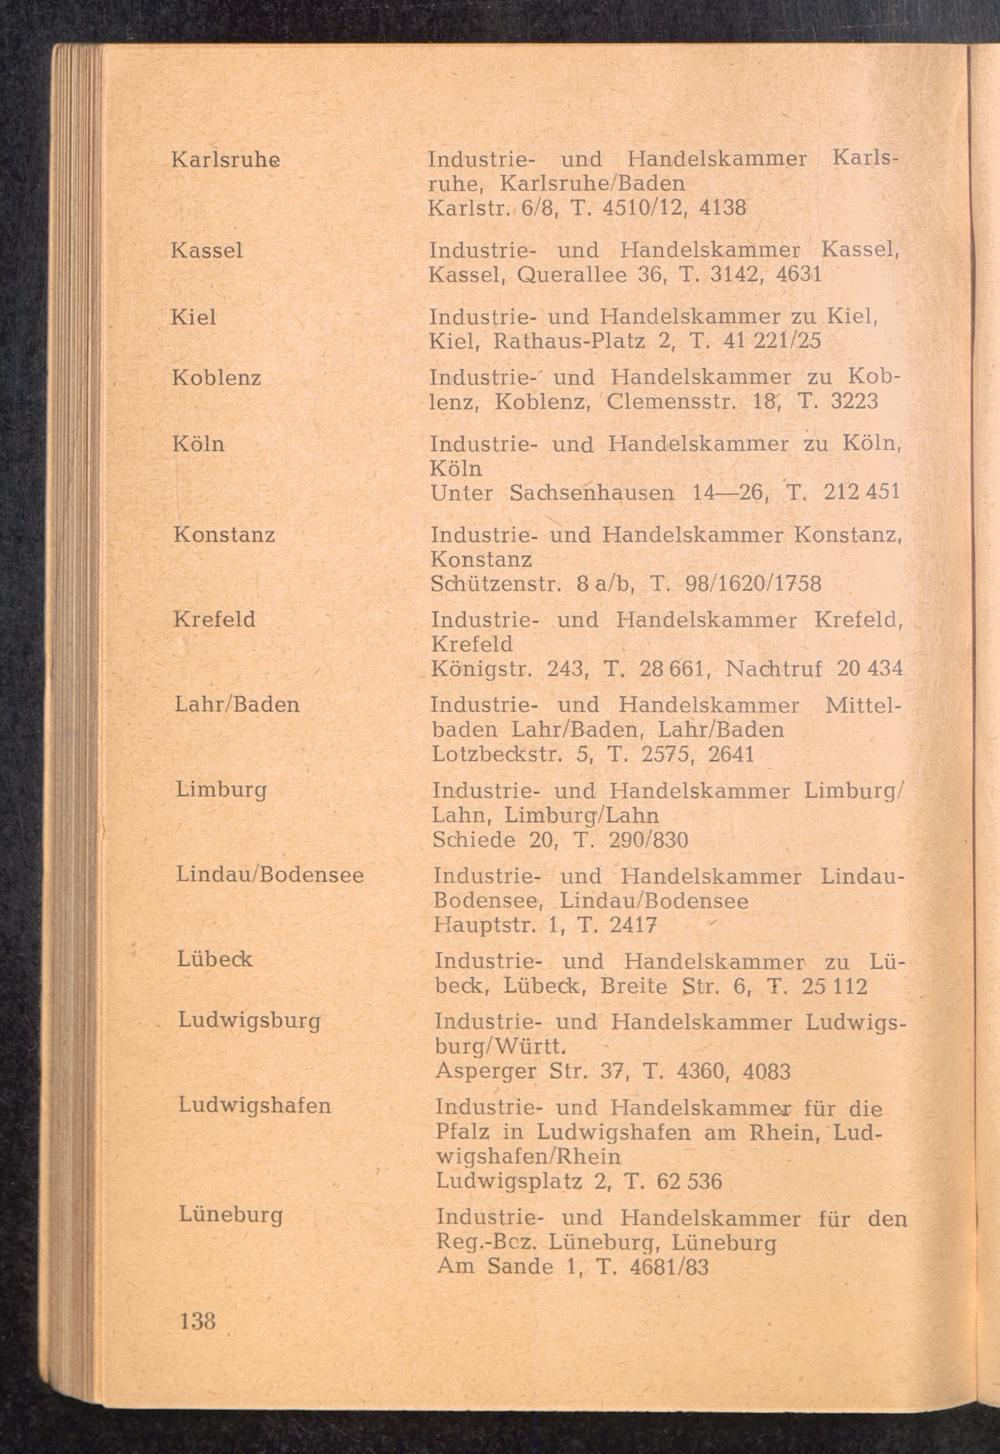 Karlsruhe Industrie- und Handelskammer Karls-
ruhe, Karlsruhe/Baden
Karlstr. 6/8, T. 4510/12, 4138
Kassel Industrie- und Handelskammer Kassel,
Kassel, Querallee 36, T. 3142, 4631
Kiel Industrie- und Handelskammer zu Kiel,
Kiel, Rathaus-Platz 2, T. 41 221/25
Koblenz Industrie- und Handelskammer zu Kob-
lenz, Koblenz, Clemensstr. 18, T. 3223
Köln Industrie- und Handelskammer zu Köln,
Köln
Unter Sachsenhausen 14—26, T. 212 451
Konstanz Industrie- und Handelskammer Konstanz,
Konstanz
Schützenstr. 8 a/b, T. 98/1620/1758
Krefeld Industrie- und Handelskammer Krefeld,
Krefeld
Königstr. 243, T. 28 661, Nachtruf 20 434
Lahr/Baden Industrie- und Handelskammer Mittel-
baden Lahr/Baden, Lahr/Baden
Lotzbeckstr. 5, T. 2575, 2641
Limburg Industrie- und Handelskammer Limburg/
Lahn, Limburg/Lahn
Schiede 20, T. 290/830
Lindau/Bodensee Industrie- und Handelskammer Lindau-
Bodensee, Lindau/Bodensee
Hauptstr. 1, T. 2417
Lübeck Industrie- und Handelskammer zu Lü-
beck, Lübeck, Breite Str. 6, T. 25 112
Ludwigsburg Industrie- und Handelskammer Ludwigs-
burg/Württ.
Asperger Str. 37, T. 4360, 4083
Ludwigshafen Industrie- und Handelskammer für die
Pfalz in Ludwigshafen am Rhein, Lud-
wigshafen/Rhein
Ludwigsplatz 2, T. 62 536
Lüneburg Industrie- und Handelskammer für den
Reg.-Bez. Lüneburg, Lüneburg
Am Sande 1, T. 4681/83
138